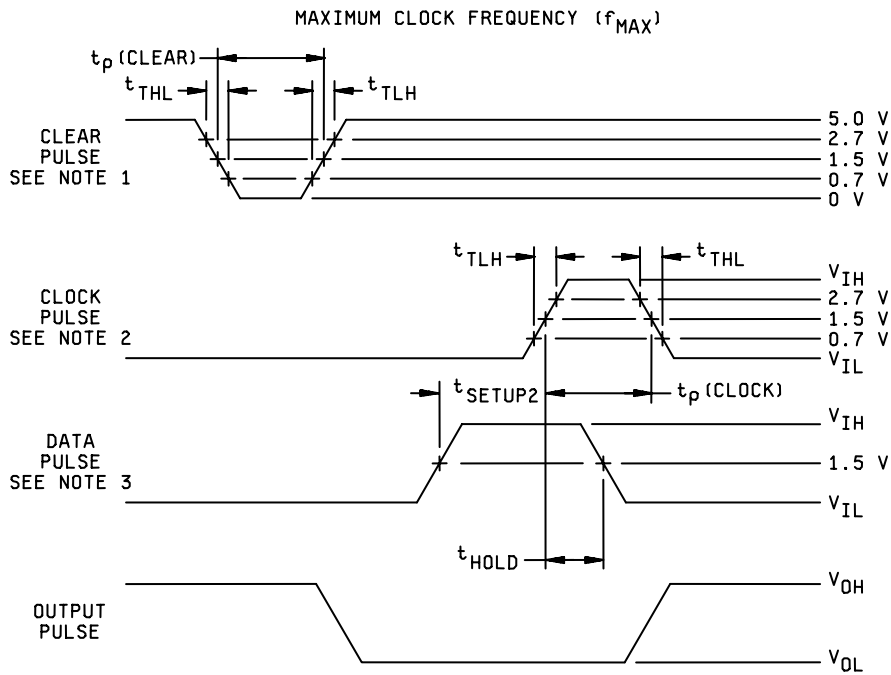 MAXIMUM CLOCK FREQUENCY (fMAX)
tp(CLEAR)
tTHL
tTLH
CLEAR
PULSE
SEE NOTE 1
5.0 V
2.7 V
1.5 V
0.7 V
0 V
tTLH
tTHL
CLOCK
PULSE
SEE NOTE 2
VIH
2.7 V
1.5 V
0.7 V
VIL
tSETUP2
tp(CLOCK)
DATA
PULSE
SEE NOTE 3
VIH
1.5 V
VIL
tHOLD
OUTPUT
PULSE
VOH
VOL